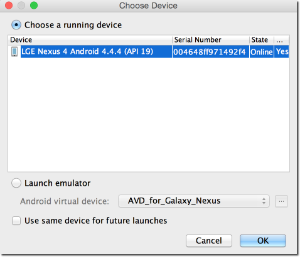 Choose Device
Choose a running device
Device Serial Number State ...
LGE Nexus 4 Android 4.4.4 (API 19) 004648ff971492f4 Online Yes
Launch emulator
Android virtual device: AVD_for_Galaxy_Nexus ...
Use same device for future launches
Cancel OK